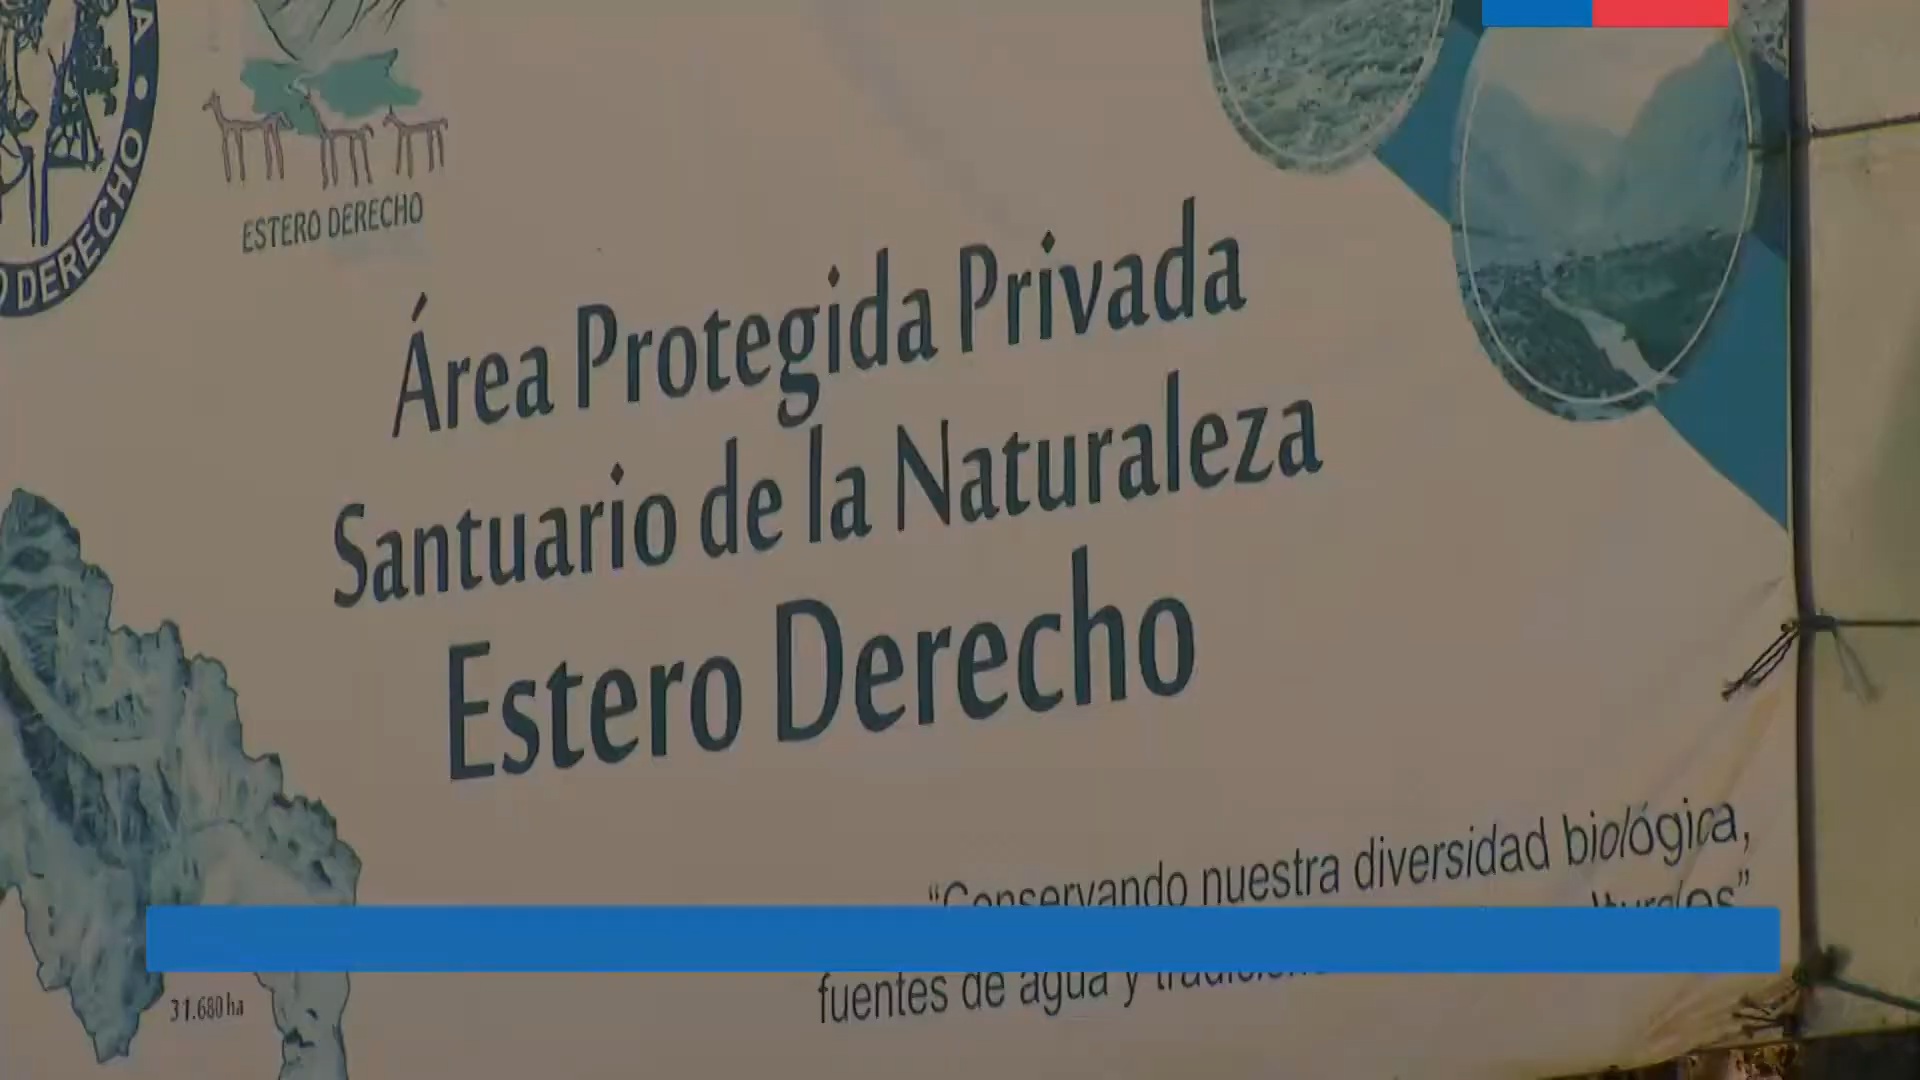 DERECHO
ESTERO DERECHO
Área Protegida Privada
Santuario de la Naturaleza
Estero Derecho
“Conservando nuestra diversidad biológica,
fuentes de agua y
31.680 ha